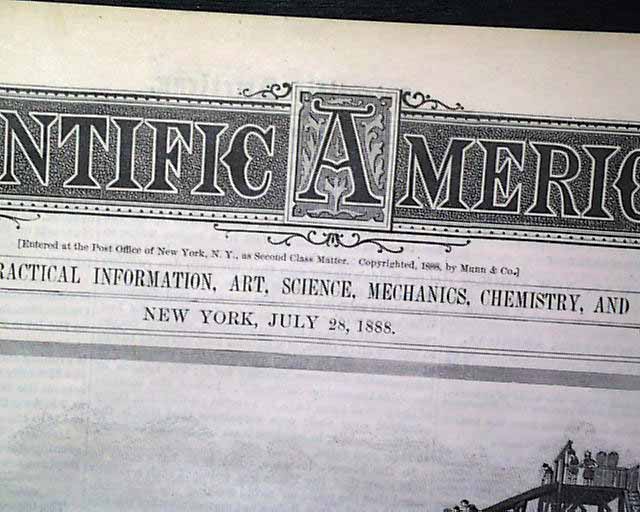 NTIFIC AMERIC
[Entered at the Post Office of New York, N. Y., as Second Class Matter. Copyrighted, 1888, by Munn & Co.]
RACTICAL INFORMATION, ART, SCIENCE, MECHANICS, CHEMISTRY, AND
NEW YORK, JULY 28, 1888.